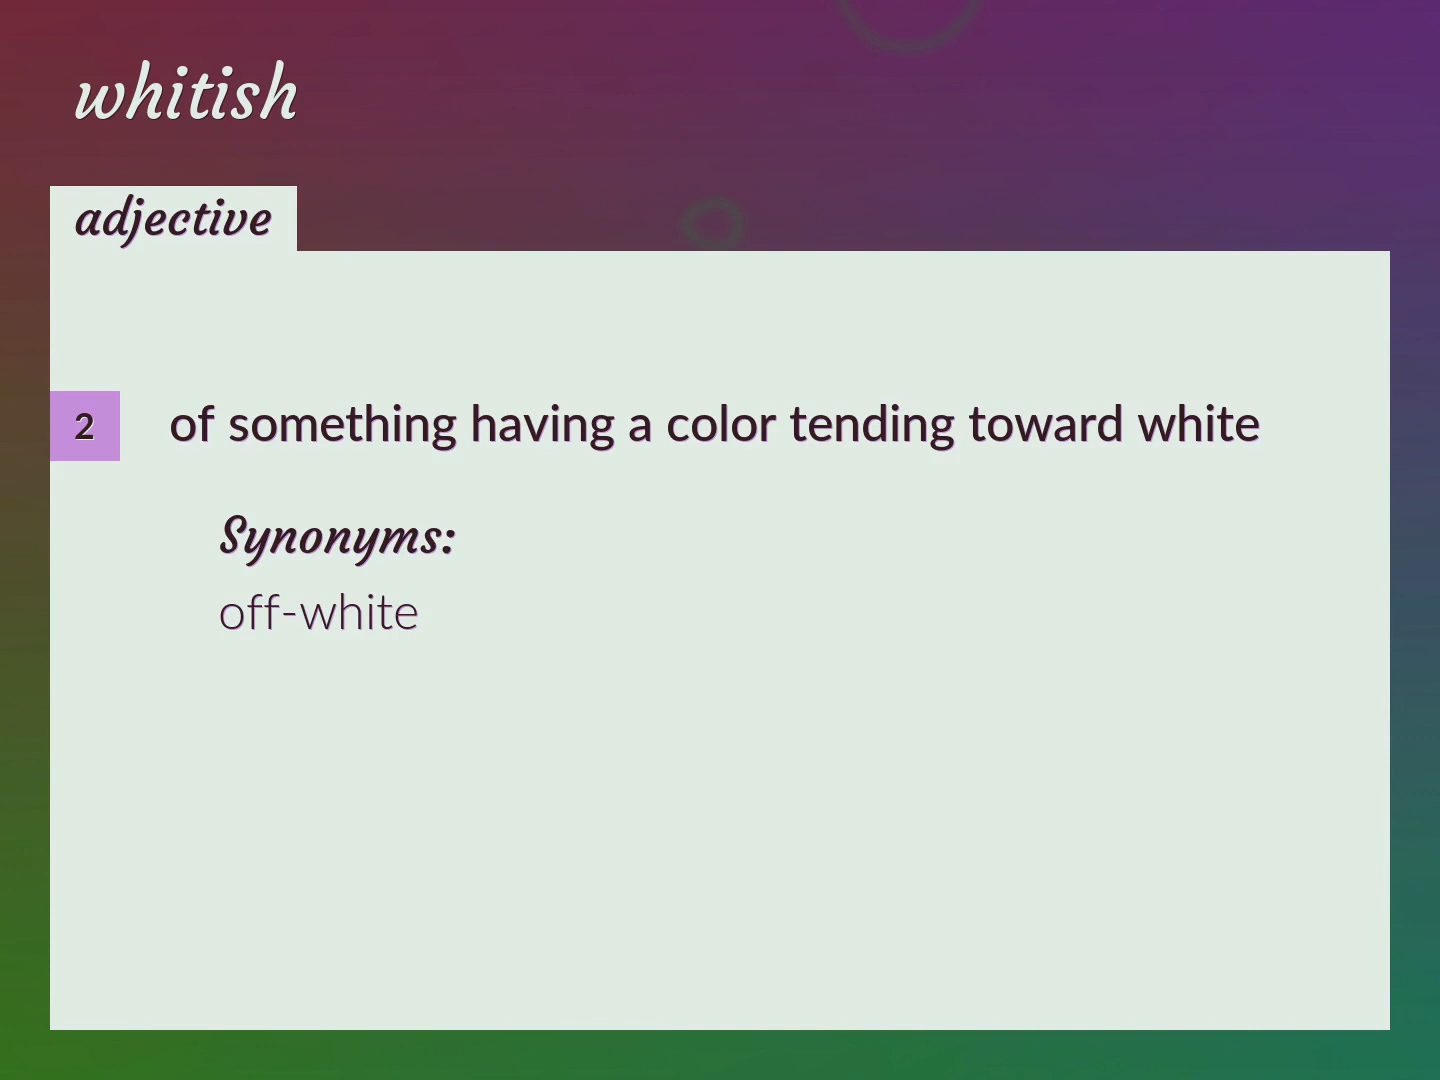 whitish
adjective
2 of something having a color tending toward white
Synonyms:
off-white